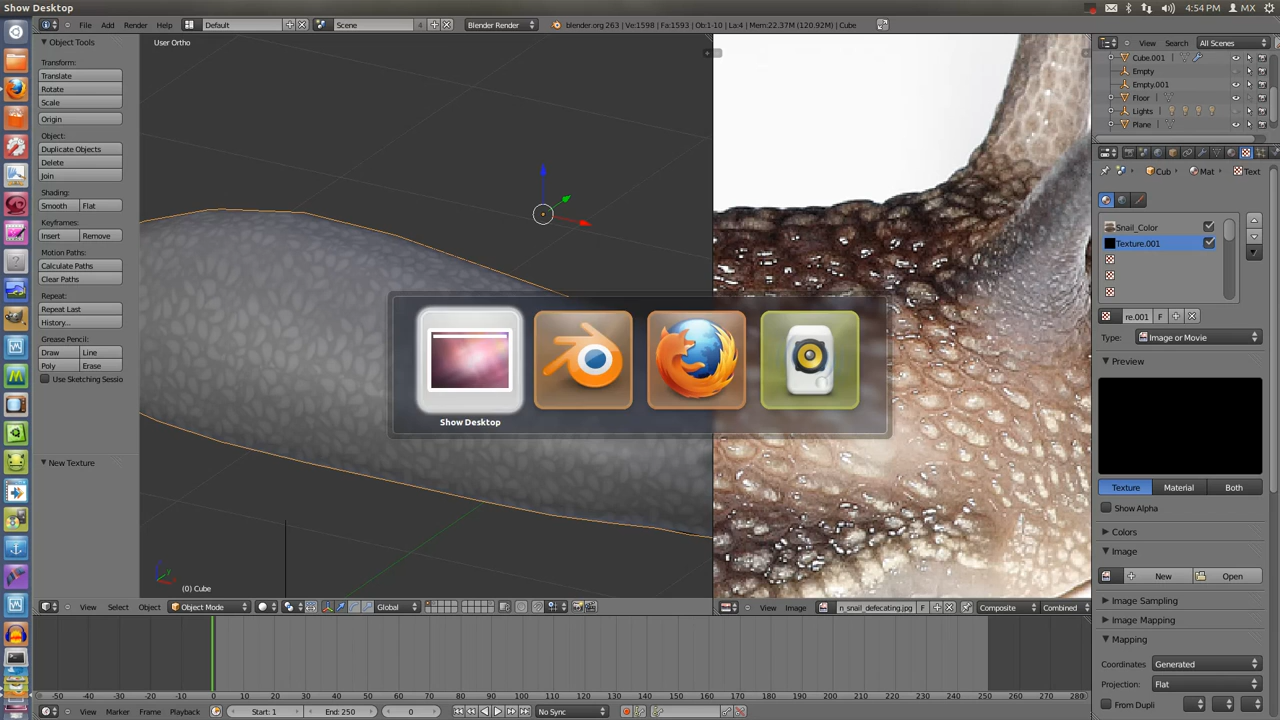 Show Desktop
4:54 PM
MX
File
Add
Render
Help
Default
Scene
4
Blender Render
blender.org 263 | Ve:1598 | Fa:1593 | Ob:1-10 | La:4 | Mem:22.37M (120.92M) | Cube
Object Tools
Transform:
Translate
Rotate
Scale
Origin
Object:
Duplicate Objects
Delete
Join
Shading:
Smooth
Flat
Keyframes:
Insert
Remove
Motion Paths:
Calculate Paths
Clear Paths
Repeat:
Repeat Last
History...
Grease Pencil:
Draw
Line
Poly
Erase
Use Sketching Sessio
New Texture
User Ortho
Show Desktop
(0) Cube
View
Select
Object
Object Mode
Global
View
Image
n_snail_defecating.jpg
F
Composite
Combined
View
Search
All Scenes
Cube.001
Empty
Empty.001
Floor
Lights
Plane
Cub
Mat
Text
Snail_Color
Texture.001
re.001
F
Type:
Image or Movie
Preview
Texture
Material
Both
Show Alpha
Colors
Image
New
Open
Image Sampling
Image Mapping
Mapping
Coordinates
Generated
Projection:
Flat
From Dupli
-50 -40 -30 -20 -10 0 10 20 30 40 50 60 70 80 90 100 110 120 130 140 150 160 170 180 190 200 210 220 230 240 250 260 270 280
View
Marker
Frame
Playback
Start: 1
End: 250
0
No Sync